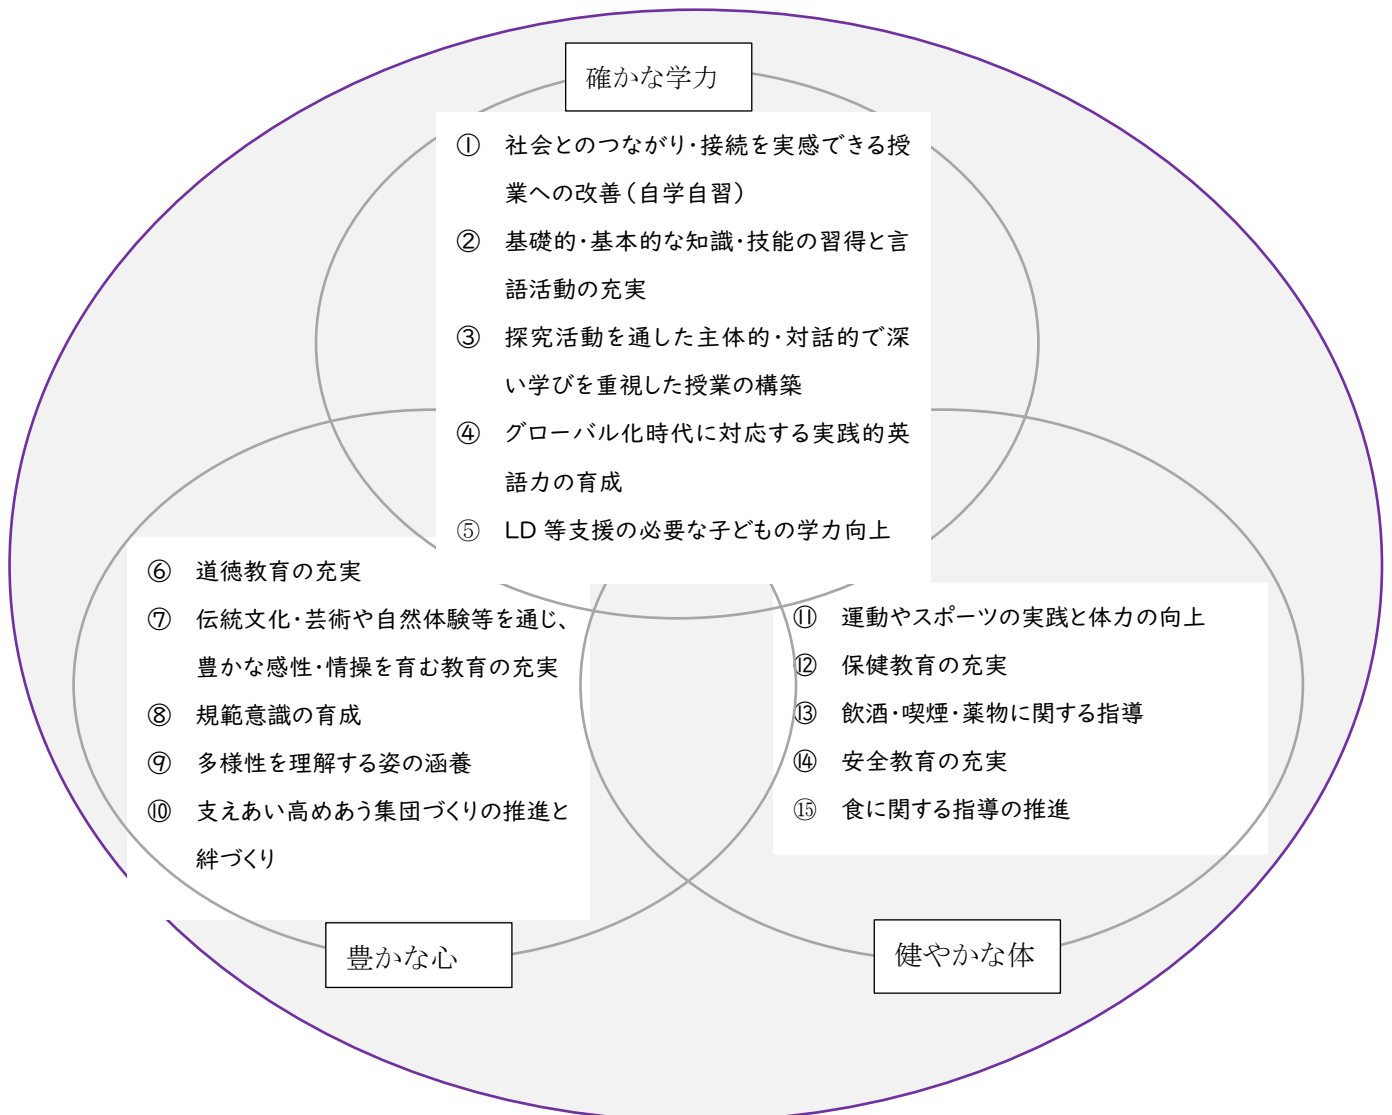 確かな学力
① 社会とのつながり・接続を実感できる授
業への改善（自学自習）
② 基礎的・基本的な知識・技能の習得と言
語活動の充実
③ 探究活動を通した主体的・対話的で深
い学びを重視した授業の構築
④ グローバル化時代に対応する実践的英
語力の育成
⑤ LD 等支援の必要な子どもの学力向上
⑥ 道徳教育の充実
⑦ 伝統文化・芸術や自然体験等を通じ、
豊かな感性・情操を育む教育の充実
⑧ 規範意識の育成
⑨ 多様性を理解する姿の涵養
⑩ 支えあい高めあう集団づくりの推進と
絆づくり
豊かな心
⑪ 運動やスポーツの実践と体力の向上
⑫ 保健教育の充実
⑬ 飲酒・喫煙・薬物に関する指導
⑭ 安全教育の充実
⑮ 食に関する指導の推進
健やかな体